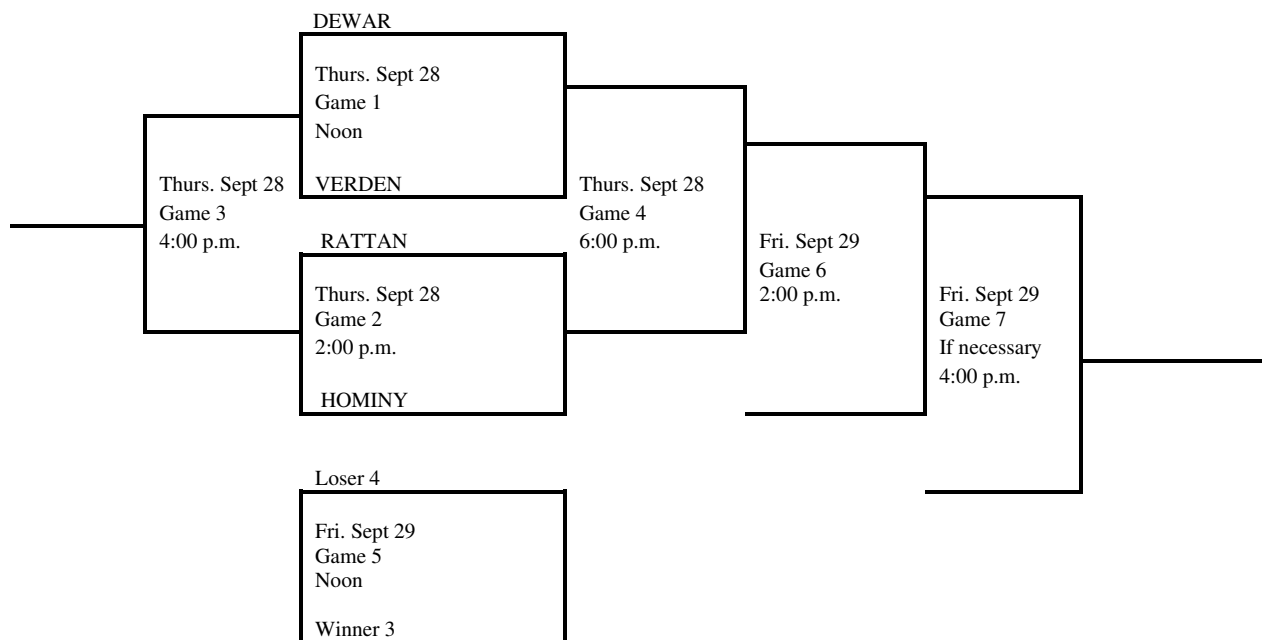 DEWAR
Thurs. Sept 28
Game 1
Noon
VERDEN
Thurs. Sept 28
Game 3
4:00 p.m.
RATTAN
Thurs. Sept 28
Game 2
2:00 p.m.
HOMINY
Thurs. Sept 28
Game 4
6:00 p.m.
Fri. Sept 29
Game 6
2:00 p.m.
Fri. Sept 29
Game 7
If necessary
4:00 p.m.
Loser 4
Fri. Sept 29
Game 5
Noon
Winner 3